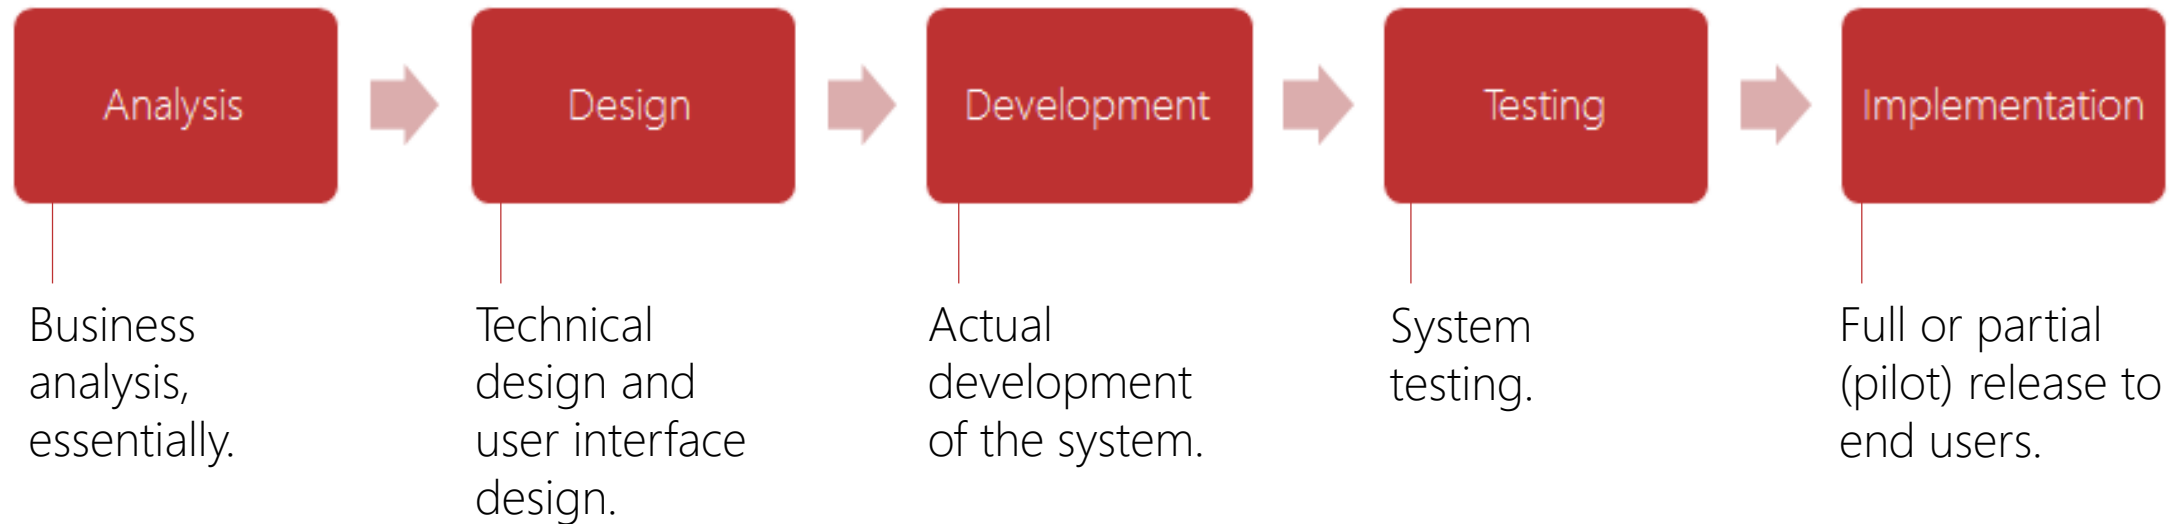 Analysis
Design
Development
Testing
Implementation
Business
analysis,
essentially.
Technical
design and
user interface
design.
Actual
development
of the system.
System
testing.
Full or partial
(pilot) release to
end users.